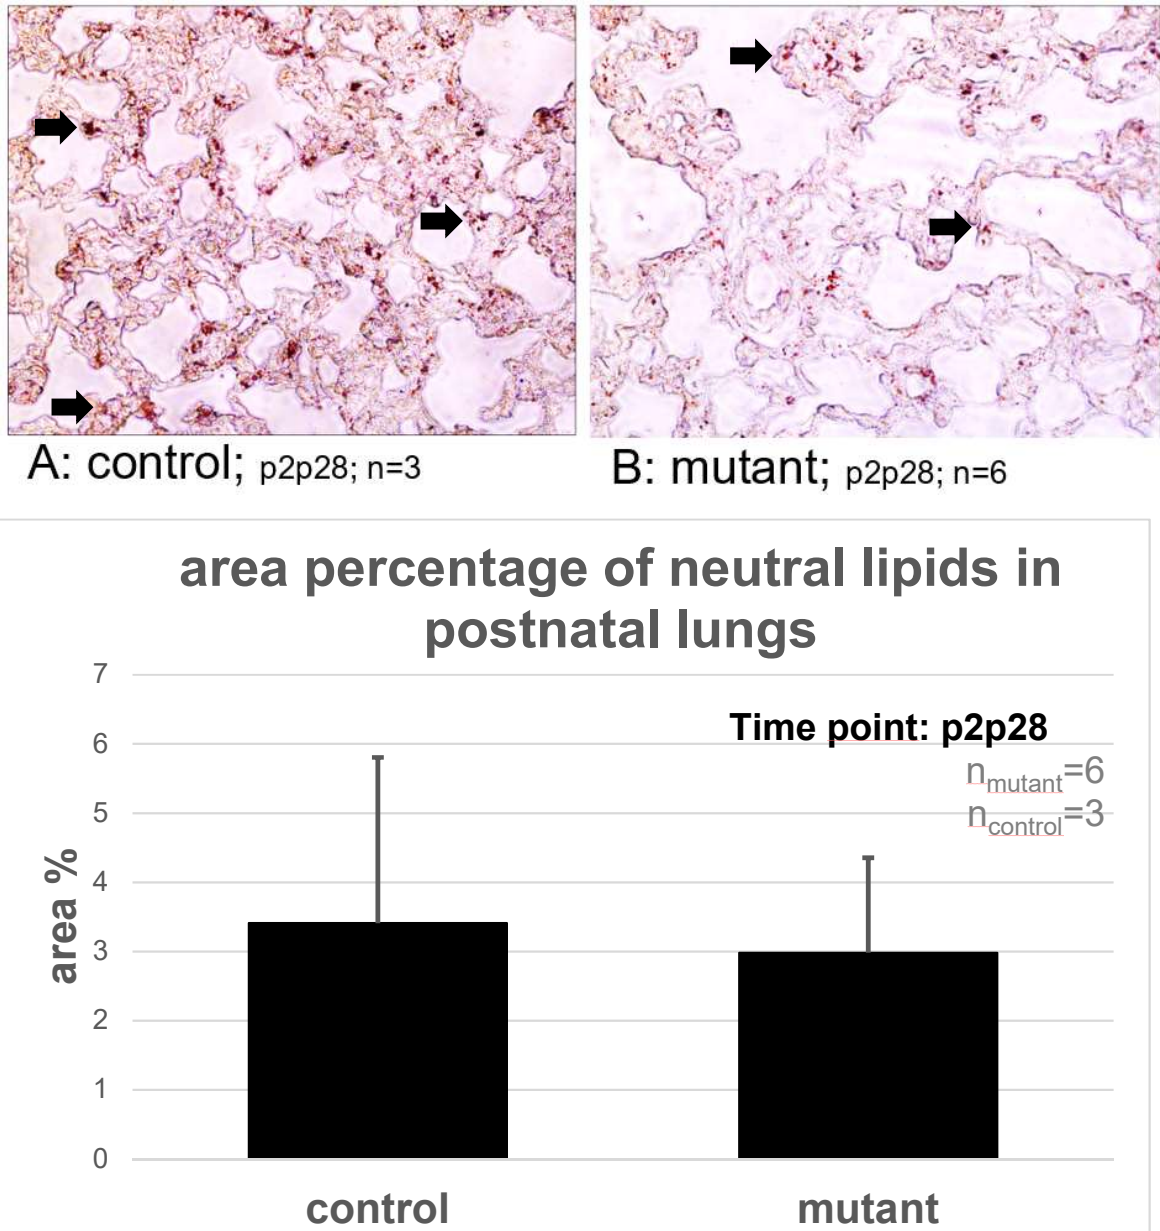 A: control; p2p28; n=3
B: mutant; p2p28; n=6
area percentage of neutral lipids in
postnatal lungs
7
6
5
4
3
2
1
0
area %
Time point: p2p28
nmutant=6
ncontrol=3
control
mutant